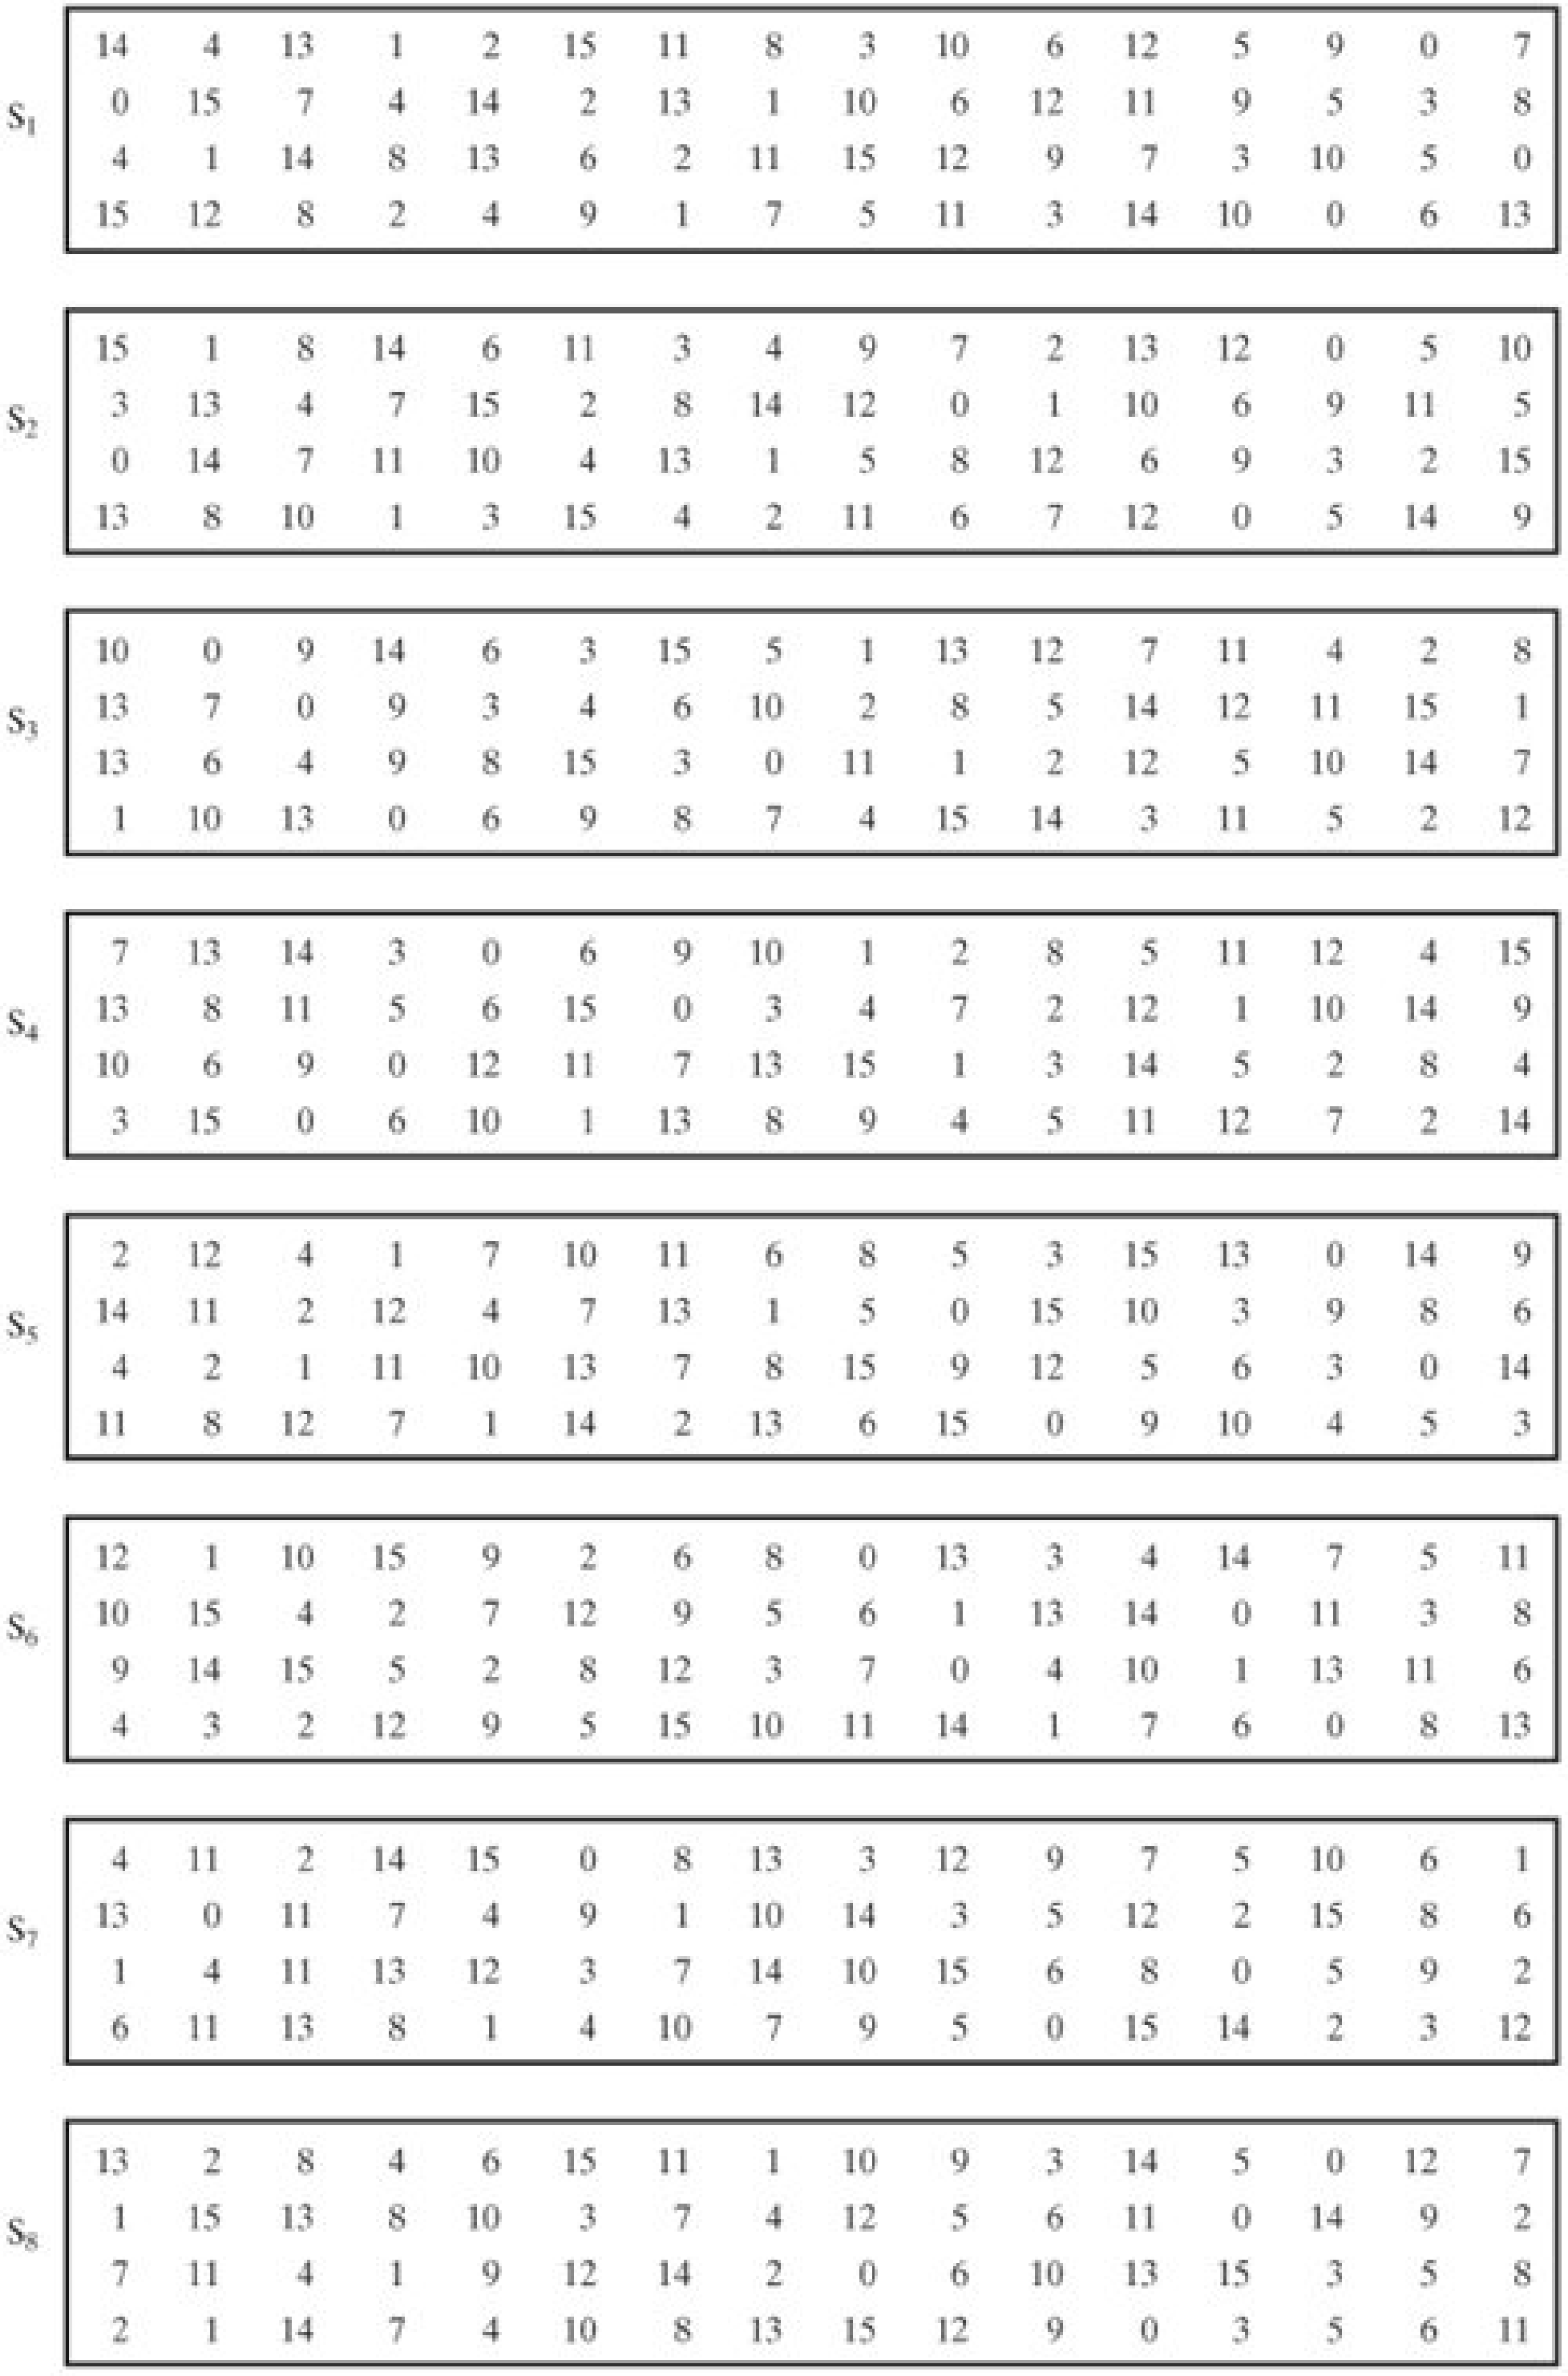 S1
14 4 13 1 2 15 11 8 3 10 6 12 5 9 0 7
0 15 7 4 14 2 13 1 10 6 12 11 9 5 3 8
4 1 14 8 13 6 2 11 15 12 9 7 3 10 5 0
15 12 8 2 4 9 1 7 5 11 3 14 10 0 6 13
S2
15 1 8 14 6 11 3 4 9 7 2 13 12 0 5 10
3 13 4 7 15 2 8 14 12 0 1 10 6 9 11 5
0 14 7 11 10 4 13 1 5 8 12 6 9 3 2 15
13 8 10 1 3 15 4 2 11 6 7 12 0 5 14 9
S3
10 0 9 14 6 3 15 5 1 13 12 7 11 4 2 8
13 7 0 9 3 4 6 10 2 8 5 14 12 11 15 1
13 6 4 9 8 15 3 0 11 1 2 12 5 10 14 7
1 10 13 0 6 9 8 7 4 15 14 3 11 5 2 12
S4
7 13 14 3 0 6 9 10 1 2 8 5 11 12 4 15
13 8 11 5 6 15 0 3 4 7 2 12 1 10 14 9
10 6 9 0 12 11 7 13 15 1 3 14 5 2 8 4
3 15 0 6 10 1 13 8 9 4 5 11 12 7 2 14
S5
2 12 4 1 7 10 11 6 8 5 3 15 13 0 14 9
14 11 2 12 4 7 13 1 5 0 15 10 3 9 8 6
4 2 1 11 10 13 7 8 15 9 12 5 6 3 0 14
11 8 12 7 1 14 2 13 6 15 0 9 10 4 5 3
S6
12 1 10 15 9 2 6 8 0 13 3 4 14 7 5 11
10 15 4 2 7 12 9 5 6 1 13 14 0 11 3 8
9 14 15 5 2 8 12 3 7 0 4 10 1 13 11 6
4 3 2 12 9 5 15 10 11 14 1 7 6 0 8 13
S7
4 11 2 14 15 0 8 13 3 12 9 7 5 10 6 1
13 0 11 7 4 9 1 10 14 3 5 12 2 15 8 6
1 4 11 13 12 3 7 14 10 15 6 8 0 5 9 2
6 11 13 8 1 4 10 7 9 5 0 15 14 2 3 12
S8
13 2 8 4 6 15 11 1 10 9 3 14 5 0 12 7
1 15 13 8 10 3 7 4 12 5 6 11 0 14 9 2
7 11 4 1 9 12 14 2 0 6 10 13 15 3 5 8
2 1 14 7 4 10 8 13 15 12 9 0 3 5 6 11